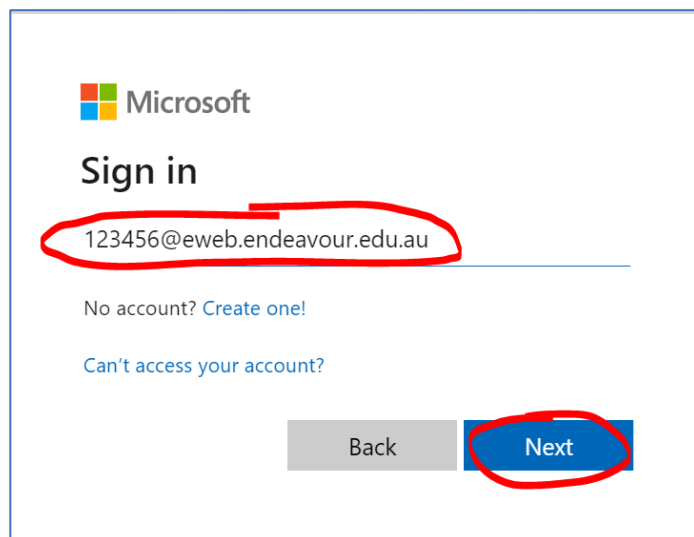 Microsoft
Sign in
123456@eweb.endeavour.edu.au
No account? Create one!
Can't access your account?
Back Next